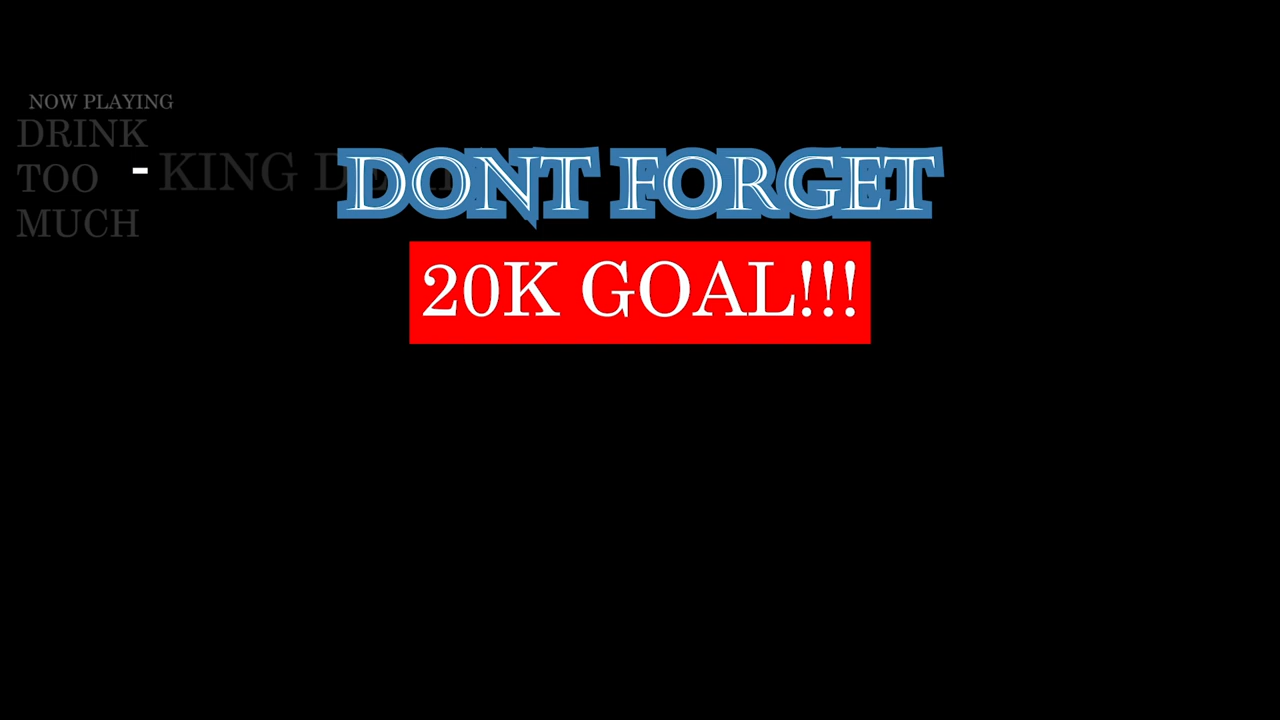 NOW PLAYING
DRINK
TOO
MUCH
- KING
DONT FORGET
20K GOAL!!!